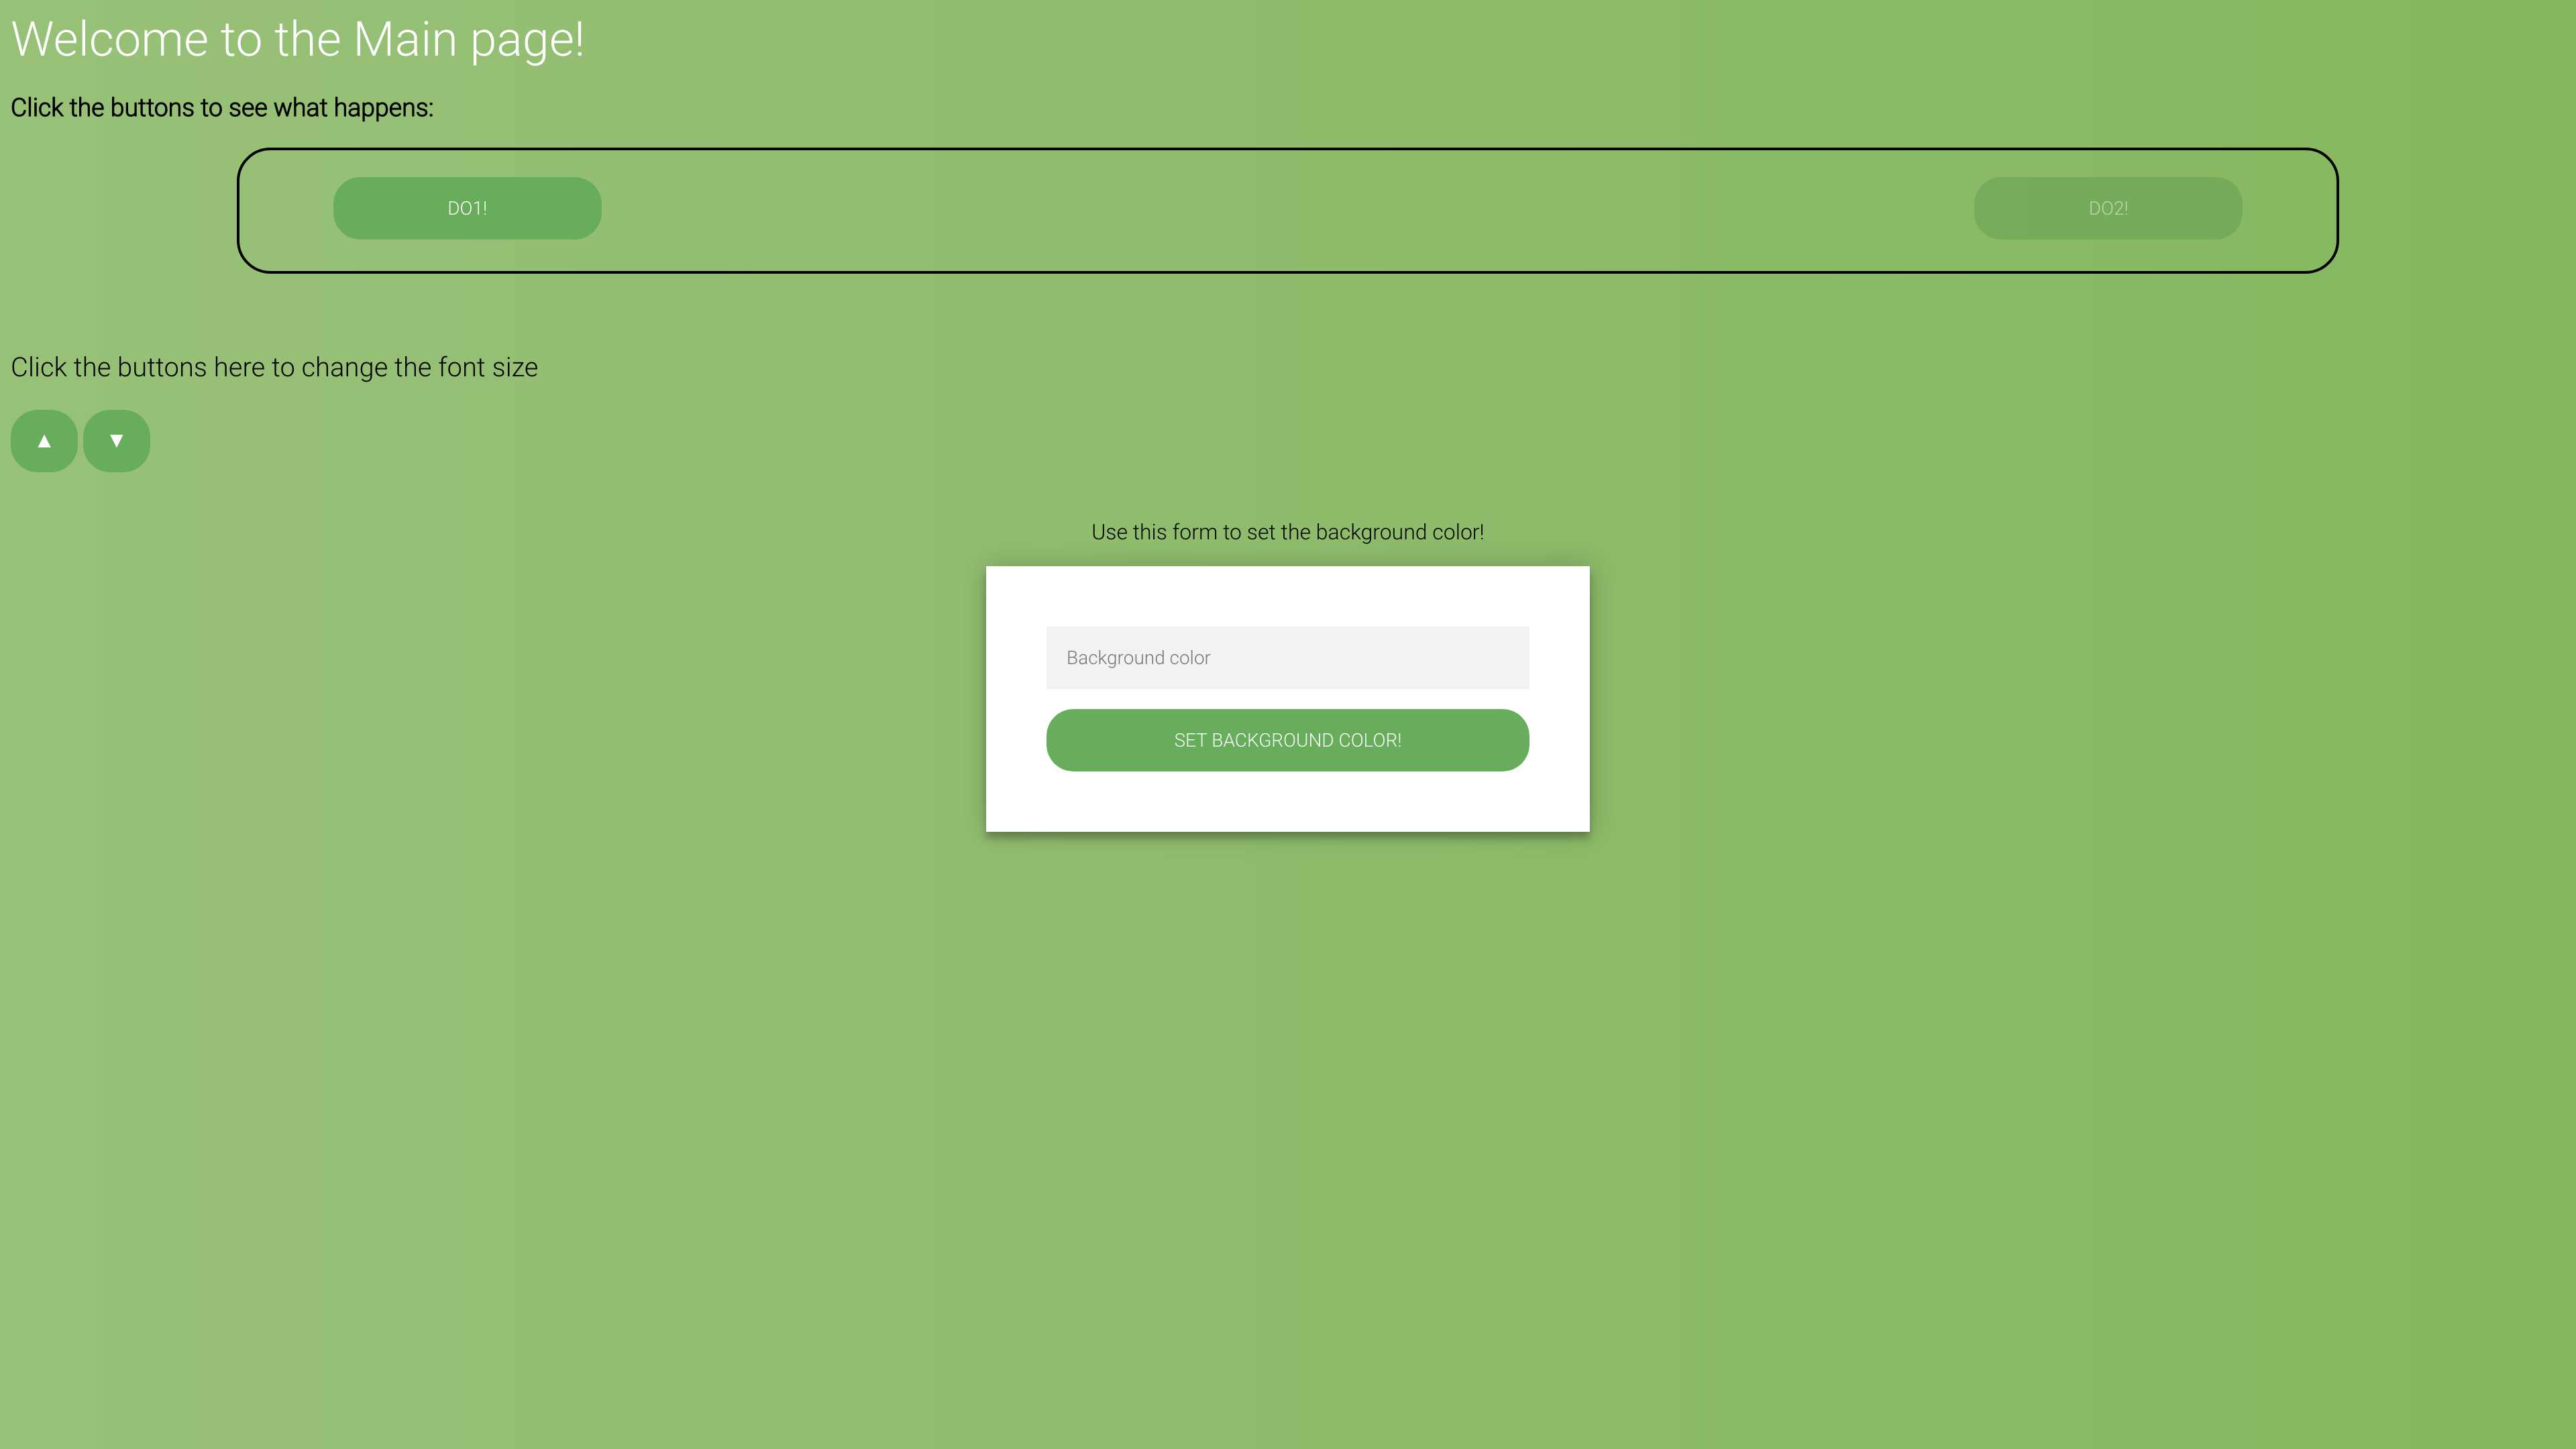 Welcome to the Main page!
Click the buttons to see what happens:
DO1!
DO2!
Click the buttons here to change the font size
▲ ▼
Use this form to set the background color!
Background color
SET BACKGROUND COLOR!